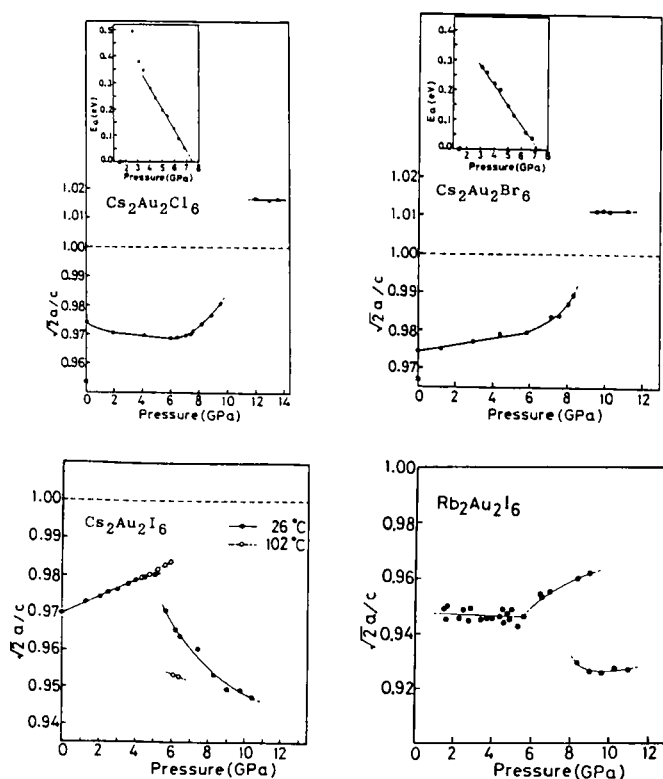 0.5
0.4
0.3
0.2
0.1
0.0
Ea(eV)
2 3 4 5 6 7 8
Pressure(GPa)
Cs2Au2Cl6
1.02
1.01
1.00
0.99
0.98
0.97
0.96
√2a/c
0 2 4 6 8 10 12 14
Pressure(GPa)
0.5
0.4
0.3
0.2
0.1
0.0
Ea(eV)
2 3 4 5 6 7 8
Pressure(GPa)
Cs2Au2Br6
1.02
1.01
1.00
0.99
0.98
0.97
√2a/c
0 2 4 6 8 10 12
Pressure(GPa)
Cs2Au2I6
26°C
102°C
1.00
0.99
0.98
0.97
0.96
0.95
0.94
√2a/c
0 2 4 6 8 10 12
Pressure(GPa)
Rb2Au2I6
1.00
0.98
0.96
0.94
0.92
√2a/c
0 2 4 6 8 10 12
Pressure(GPa)